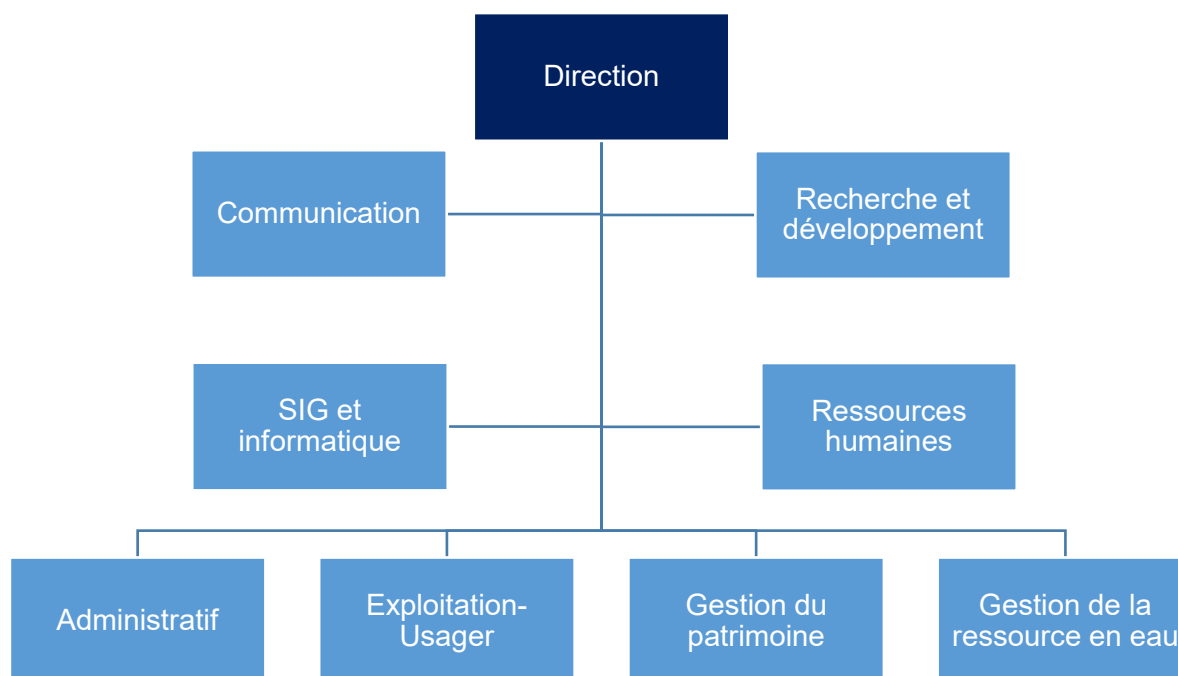 Direction
Communication
Recherche et
développement
SIG et
informatique
Ressources
humaines
Administratif
Exploitation-
Usager
Gestion du
patrimoine
Gestion de la
ressource en eau